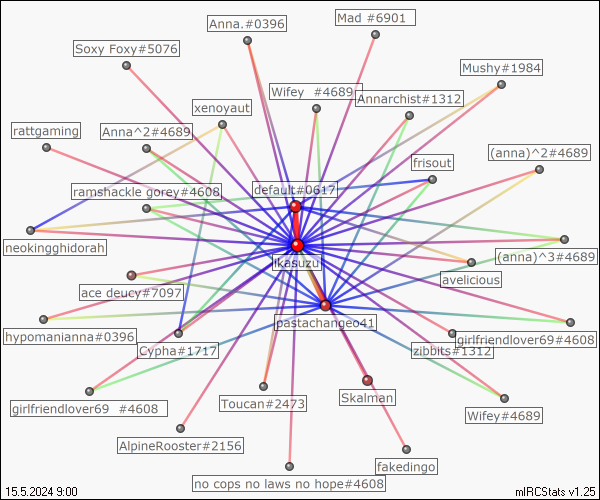 Mad #6901
Anna.#0396
Soxy Foxy#5076
Mushy#1984
Wifey  #4689
Annarchist#1312
xenoyaut
rattgaming
Anna^2#4689
(anna)^2#4689
frisout
ramshackle gorey#4608
default#0617
neokingghidorah
ikasuzu
(anna)^3#4689
avelicious
ace deucy#7097
pastachangeo41
hypomanianna#0396
Cypha#1717
zibbits#1312
girlfriendlover69#4608
Skalman
girlfriendlover69  #4608
Toucan#2473
Wifey#4689
AlpineRooster#2156
fakedingo
no cops no laws no hope#4608
15.5.2024 9:00
mIRCStats v1.25